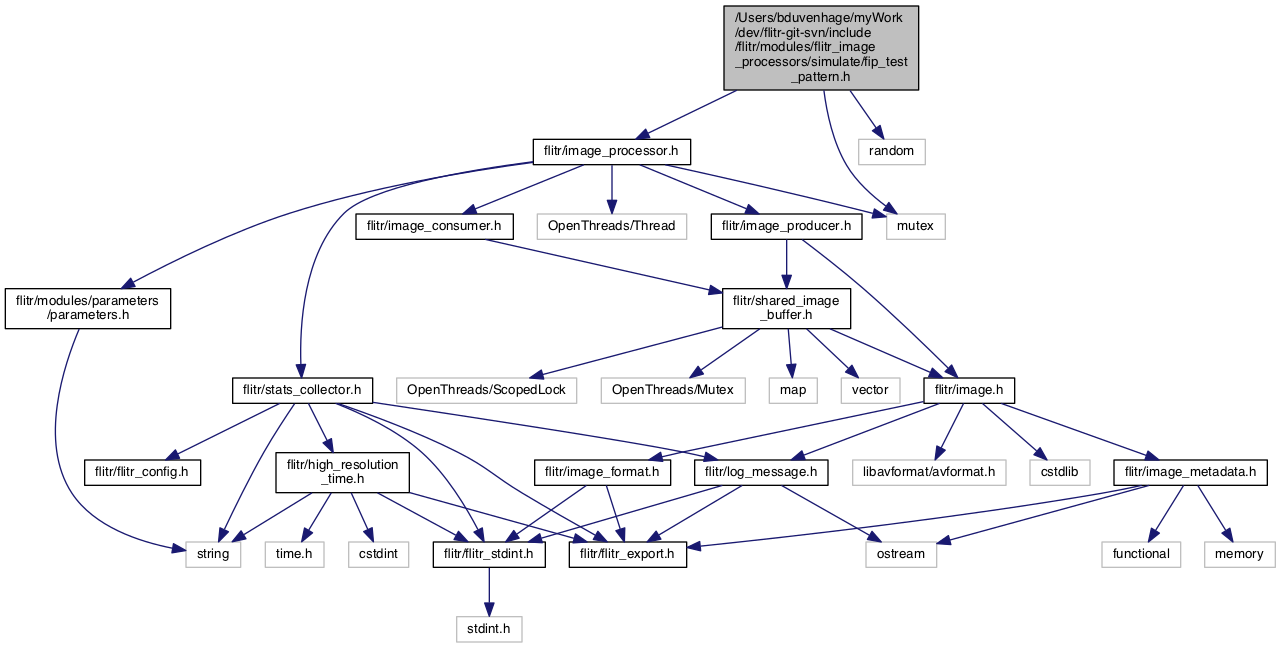 /Users/bduvenhage/myWork
/dev/flitr-git-svn/include
/flitr/modules/flitr_image
_processors/simulate/fip_test
_pattern.h
flitr/image_processor.h
random
flitr/image_consumer.h
OpenThreads/Thread
flitr/image_producer.h
mutex
flitr/modules/parameters
/parameters.h
flitr/shared_image
_buffer.h
flitr/stats_collector.h
OpenThreads/ScopedLock
OpenThreads/Mutex
map
vector
flitr/image.h
flitr/flitr_config.h
flitr/high_resolution
_time.h
flitr/image_format.h
flitr/log_message.h
libavformat/avformat.h
cstdlib
flitr/image_metadata.h
string
time.h
cstdint
flitr/flitr_stdint.h
flitr/flitr_export.h
ostream
functional
memory
stdint.h